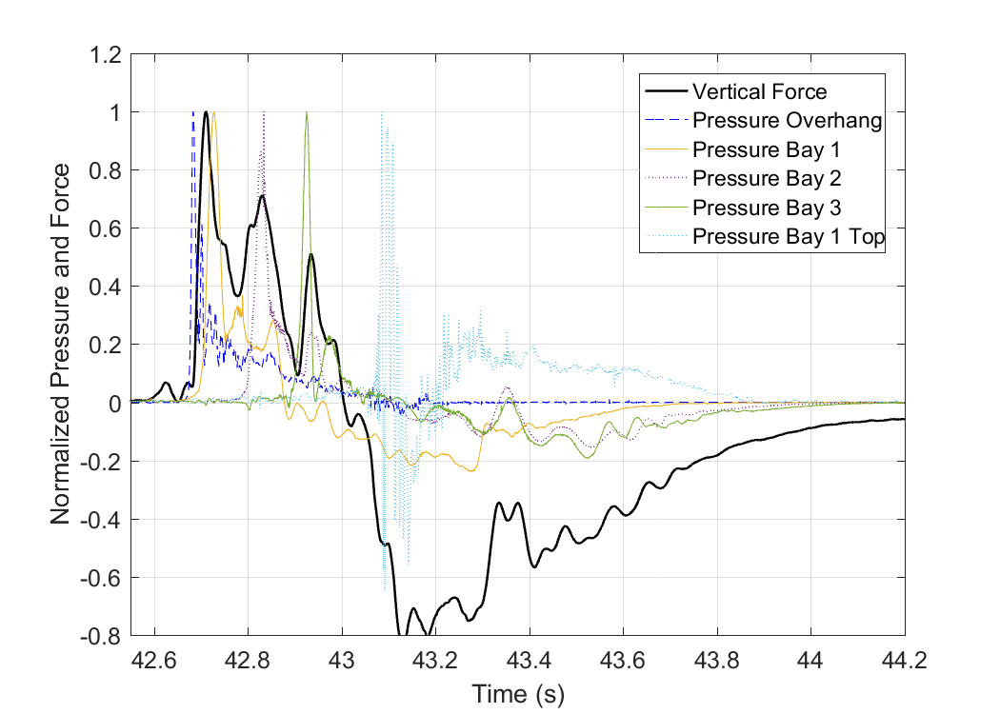 Normalized Pressure and Force
1.2
1
0.8
0.6
0.4
0.2
0
-0.2
-0.4
-0.6
-0.8
Vertical Force
Pressure Overhang
Pressure Bay 1
Pressure Bay 2
Pressure Bay 3
Pressure Bay 1 Top
42.6 42.8 43 43.2 43.4 43.6 43.8 44 44.2
Time (s)